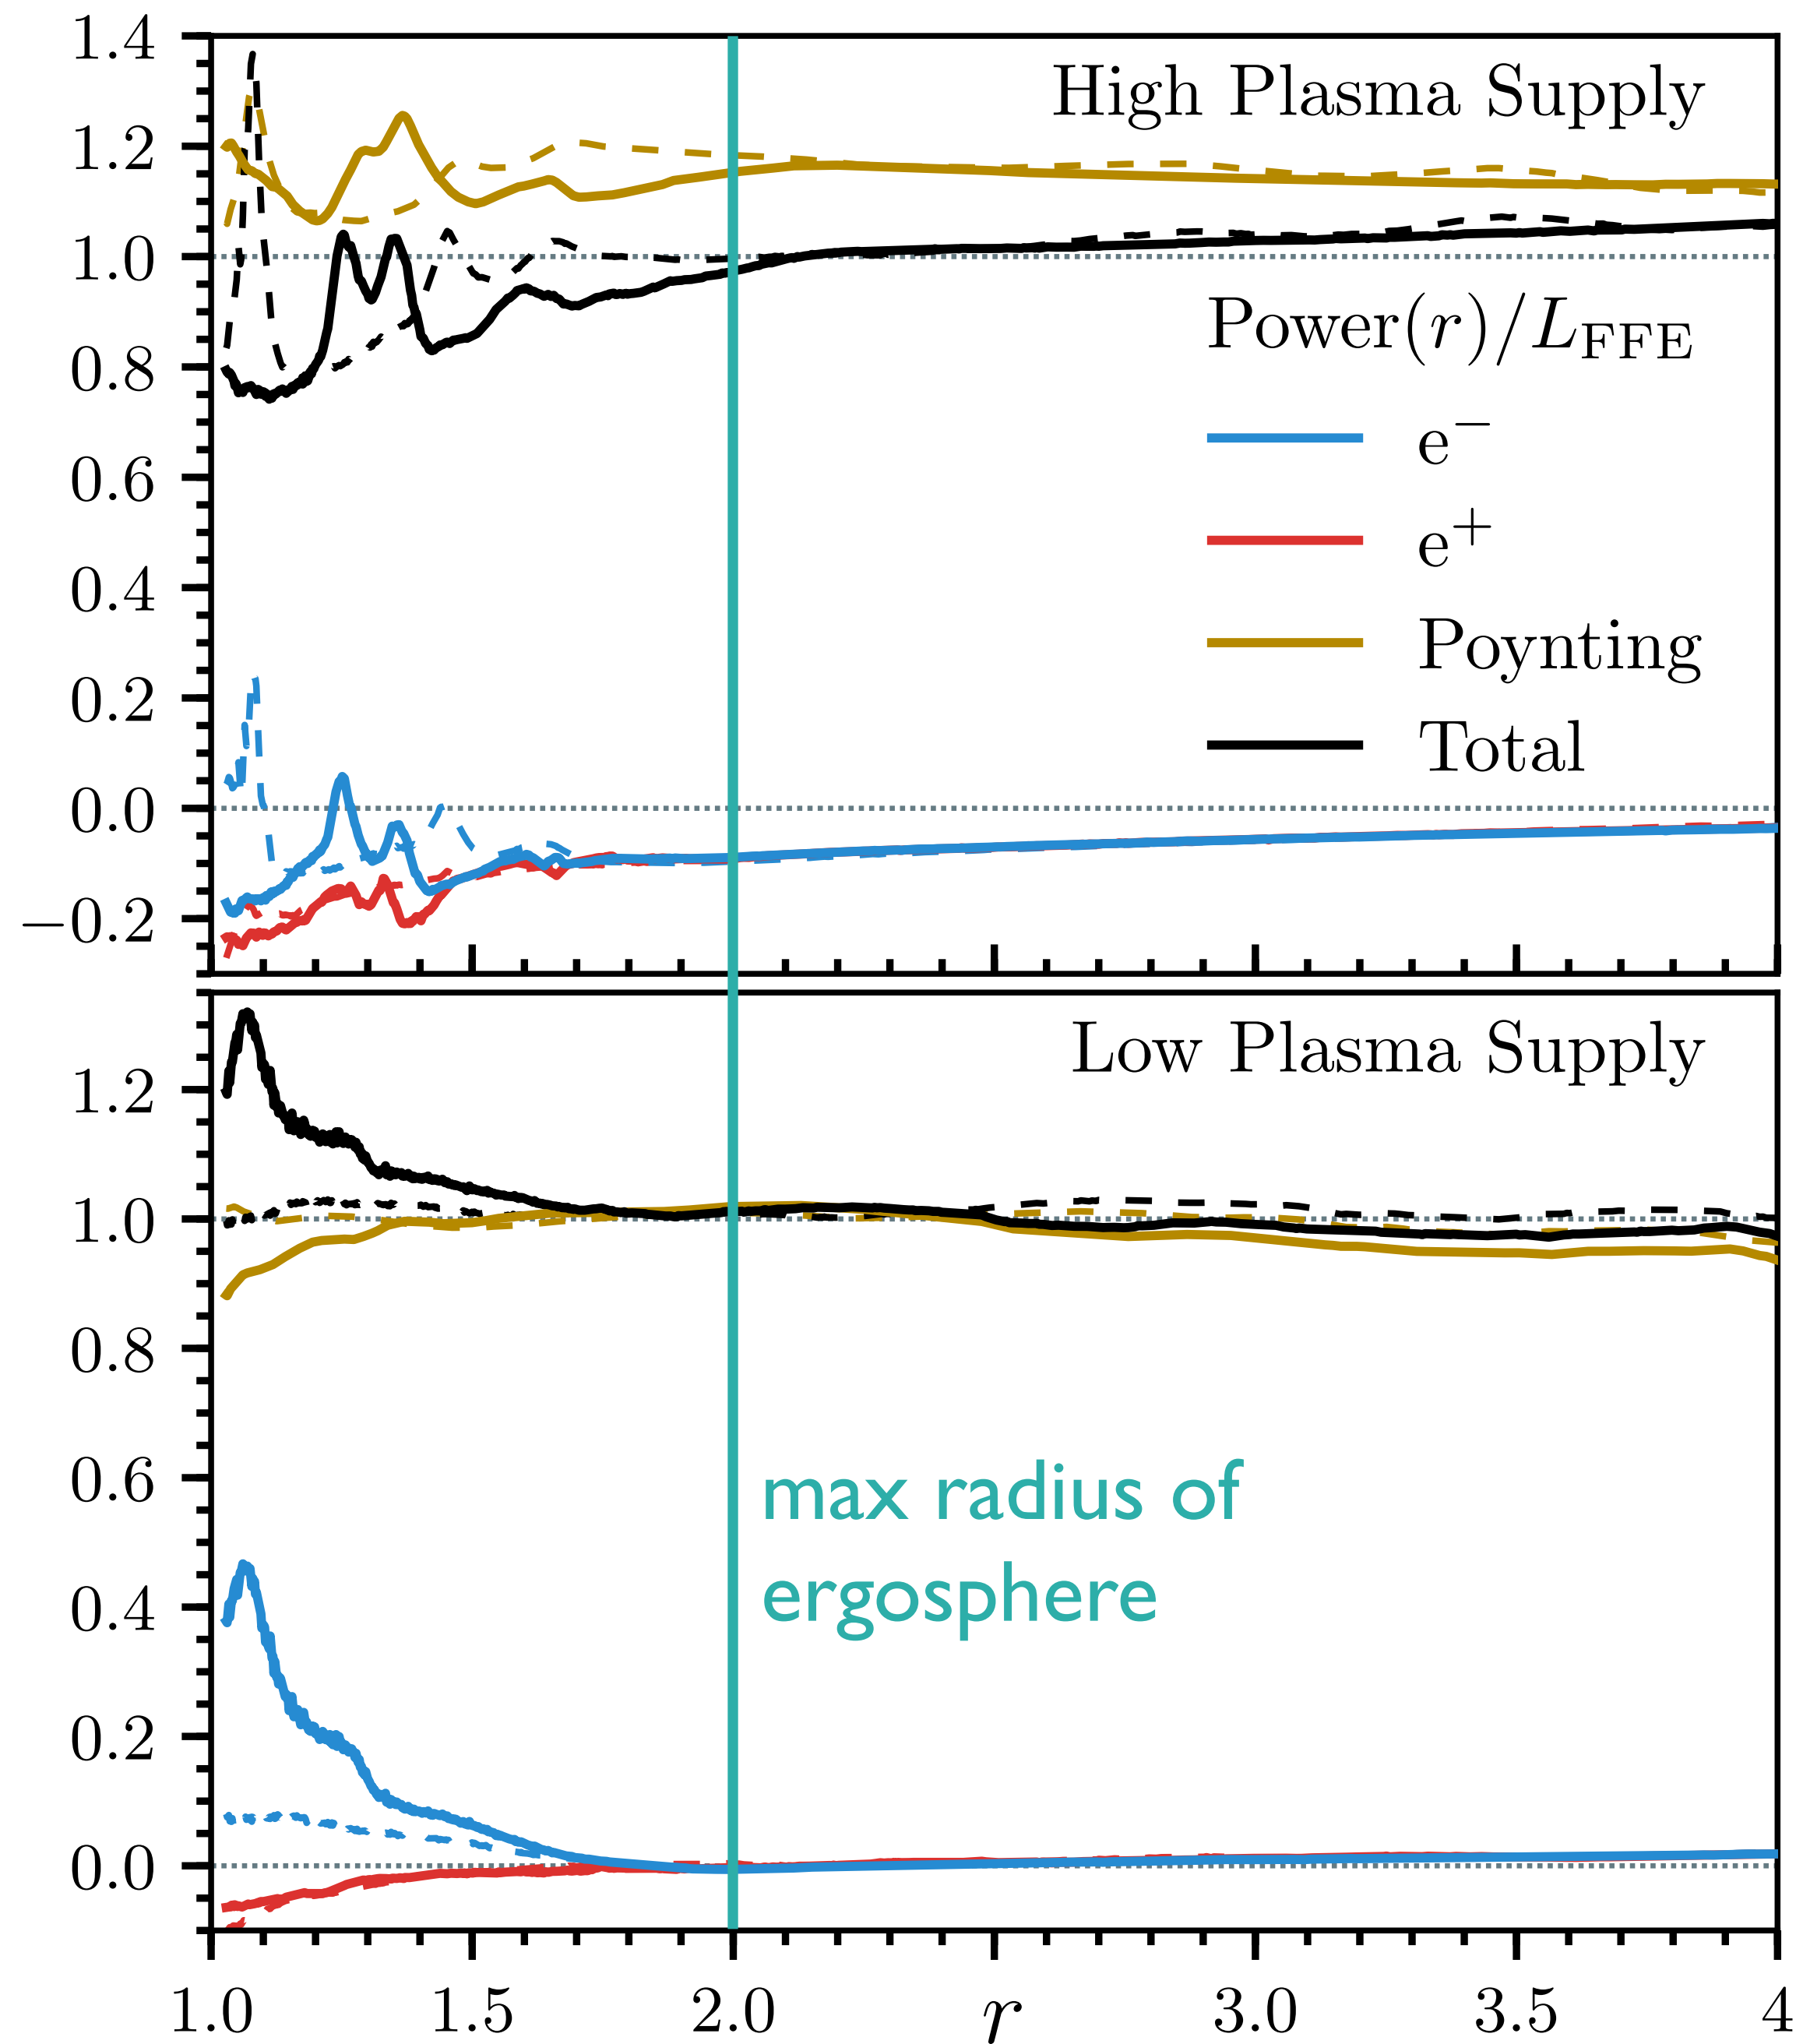 1.4
1.2
1.0
0.8
0.6
0.4
0.2
0.0
−0.2
High Plasma Supply
Power(r)/L_FFE
e⁻
e⁺
Poynting
Total
1.2
1.0
0.8
0.6
0.4
0.2
0.0
Low Plasma Supply
max radius of
ergosphere
1.0 1.5 2.0 r 3.0 3.5 4